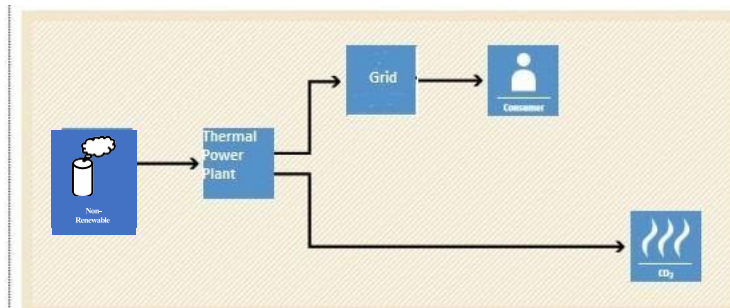 Grid
Consumer
Thermal
Power
Plant
Non-
Renewable
CO₂